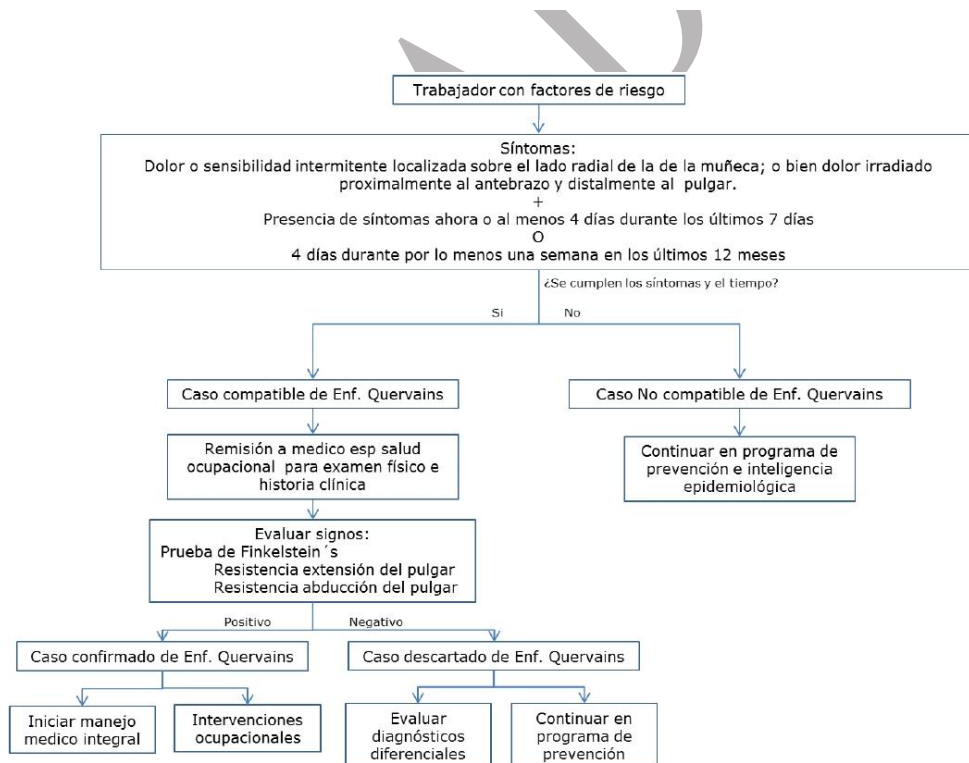 Trabajador con factores de riesgo
Síntomas:
Dolor o sensibilidad intermitente localizada sobre el lado radial de la de la muñeca; o bien dolor irradiado
proximalmente al antebrazo y distalmente al pulgar.
+
Presencia de síntomas ahora o al menos 4 días durante los últimos 7 días
O
4 días durante por lo menos una semana en los últimos 12 meses
¿Se cumplen los síntomas y el tiempo?
Si
No
Caso compatible de Enf. Quervains
Caso No compatible de Enf. Quervains
Remisión a medico esp salud
ocupacional para examen físico e
historia clínica
Continuar en programa de
prevención e inteligencia
epidemiológica
Evaluar signos:
Prueba de Finkelstein´s
Resistencia extensión del pulgar
Resistencia abducción del pulgar
Positivo
Negativo
Caso confirmado de Enf. Quervains
Caso descartado de Enf. Quervains
Iniciar manejo
medico integral
Intervenciones
ocupacionales
Evaluar
diagnósticos
diferenciales
Continuar en
programa de
prevención